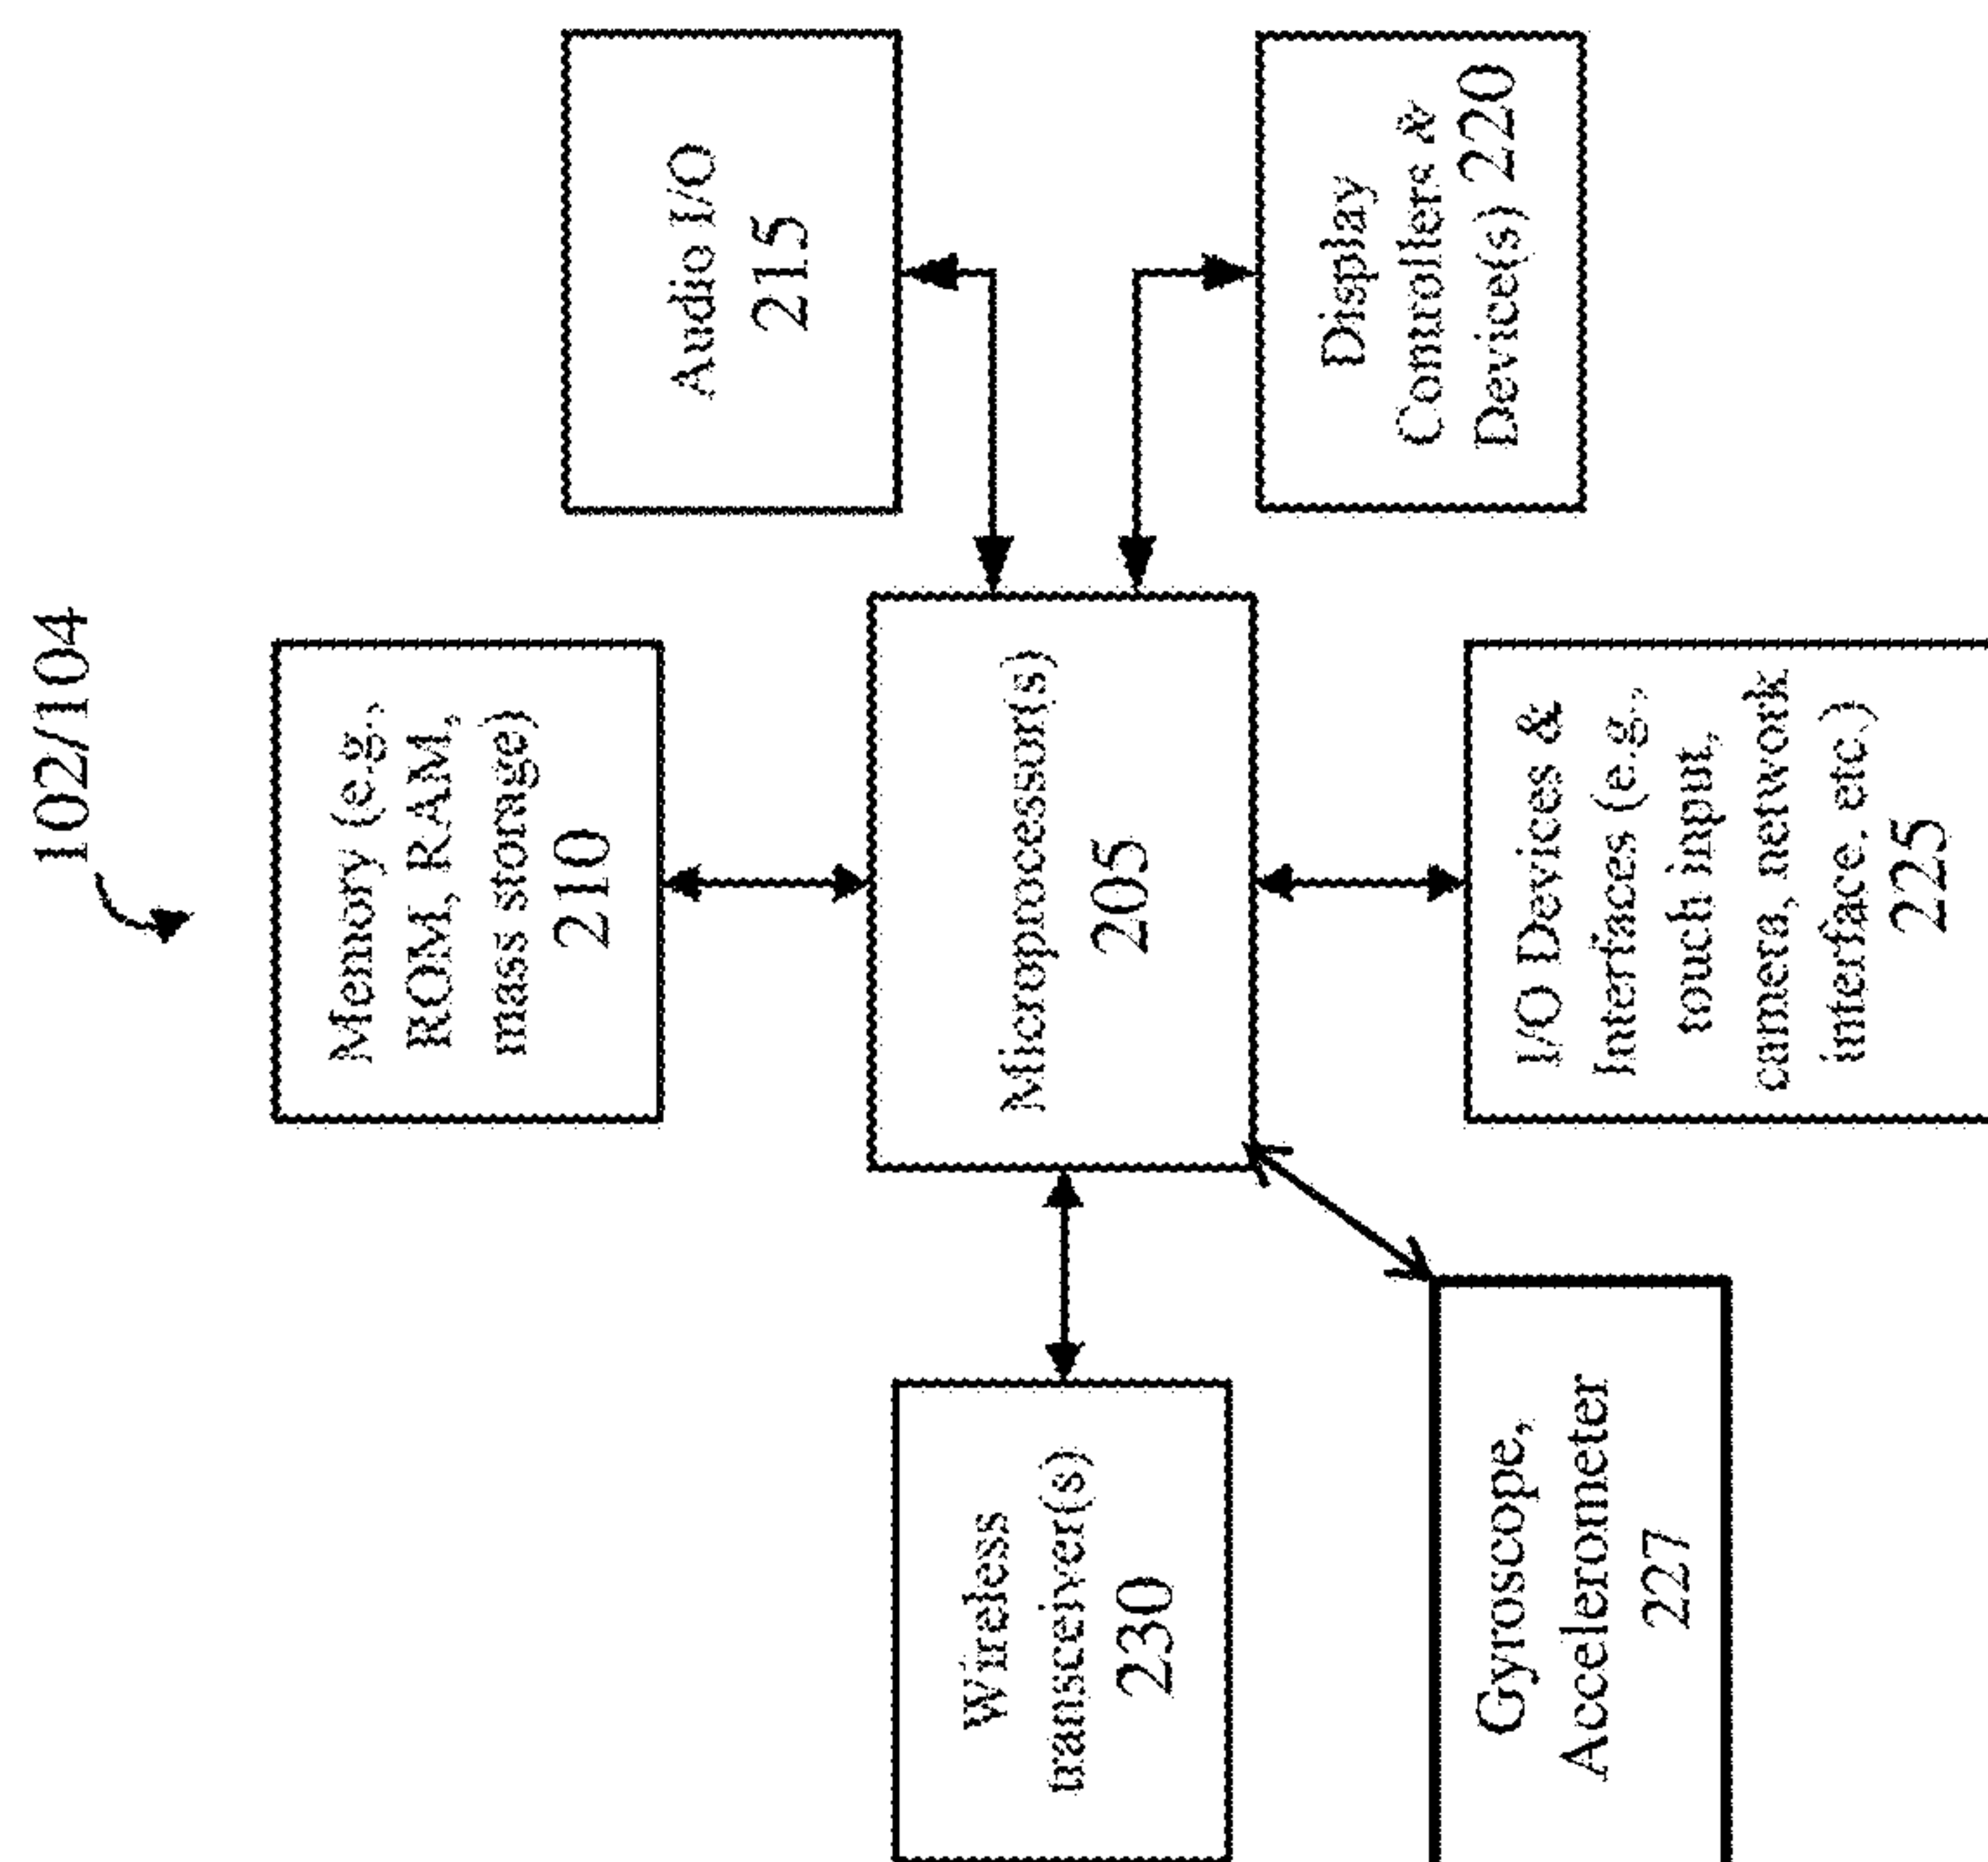 102/104
Memory (e.g.,
ROM, RAM,
mass storage)
210
Wireless
transceiver(s)
230
Microprocessor(s)
205
Audio I/O
215
Display
Controllers &
Device(s) 220
Gyroscope,
Accelerometer
227
I/O Devices &
Interfaces (e.g.,
touch input,
camera, network
interface, etc.)
225